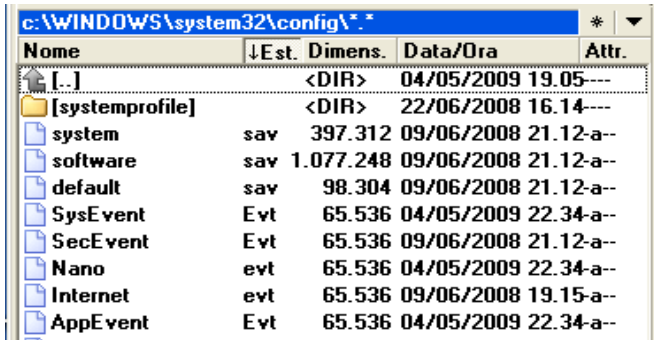 c:\WINDOWS\system32\config\*.* * ▼
Nome ↓Est. Dimens. Data/Ora Attr.
[..] <DIR> 04/05/2009 19.05----
[systemprofile] <DIR> 22/06/2008 16.14----
system sav 397.312 09/06/2008 21.12-a--
software sav 1.077.248 09/06/2008 21.12-a--
default sav 98.304 09/06/2008 21.12-a--
SysEvent Evt 65.536 04/05/2009 22.34-a--
SecEvent Evt 65.536 09/06/2008 21.12-a--
Nano evt 65.536 04/05/2009 22.34-a--
Internet evt 65.536 09/06/2008 19.15-a--
AppEvent Evt 65.536 04/05/2009 22.34-a--